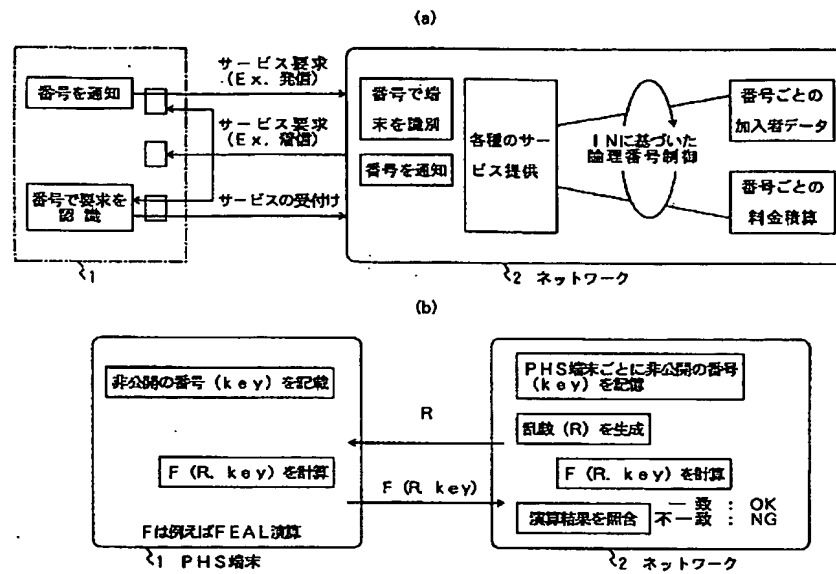 (a)
サービス要求
(Ex. 発信)
番号を通知
サービス要求
(Ex. 着信)
番号で要求を
認識
サービスの受付け
1
番号で端
末を識別
番号を通知
各種のサー
ビス提供
INに基づいた
論理番号制御
番号ごとの
加入者データ
番号ごとの
料金積算
2 ネットワーク
(b)
非公開の番号(key)を記載
F(R. key)を計算
Fは例えばFEAL演算
1 PHS端末
R
F(R. key)
PHS端末ごとに非公開の番号
(key)を記憶
乱数(R)を生成
F(R. key)を計算
演算結果を照合
一致:OK
不一致:NG
2 ネットワーク